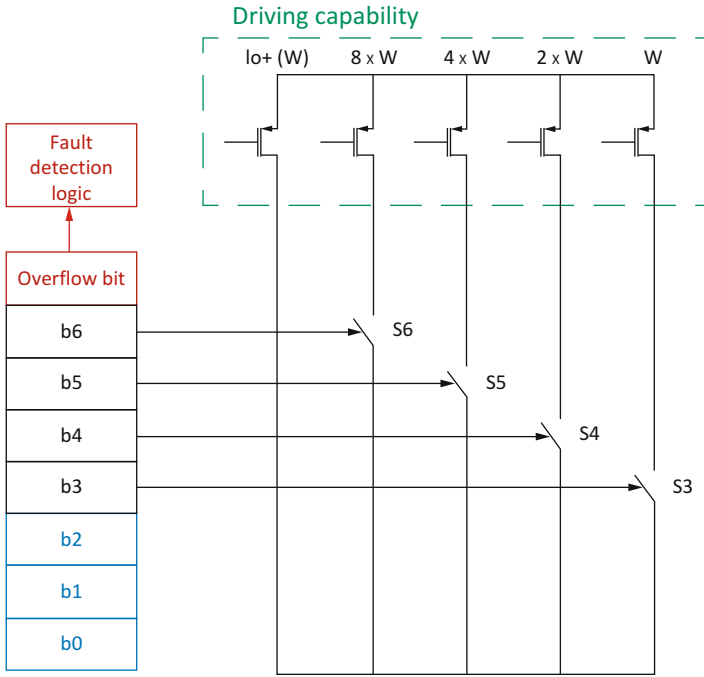 Driving capability
lo+ (W)
8 x W
4 x W
2 x W
W
Fault
detection
logic
Overflow bit
b6
S6
b5
S5
b4
S4
b3
S3
b2
b1
b0